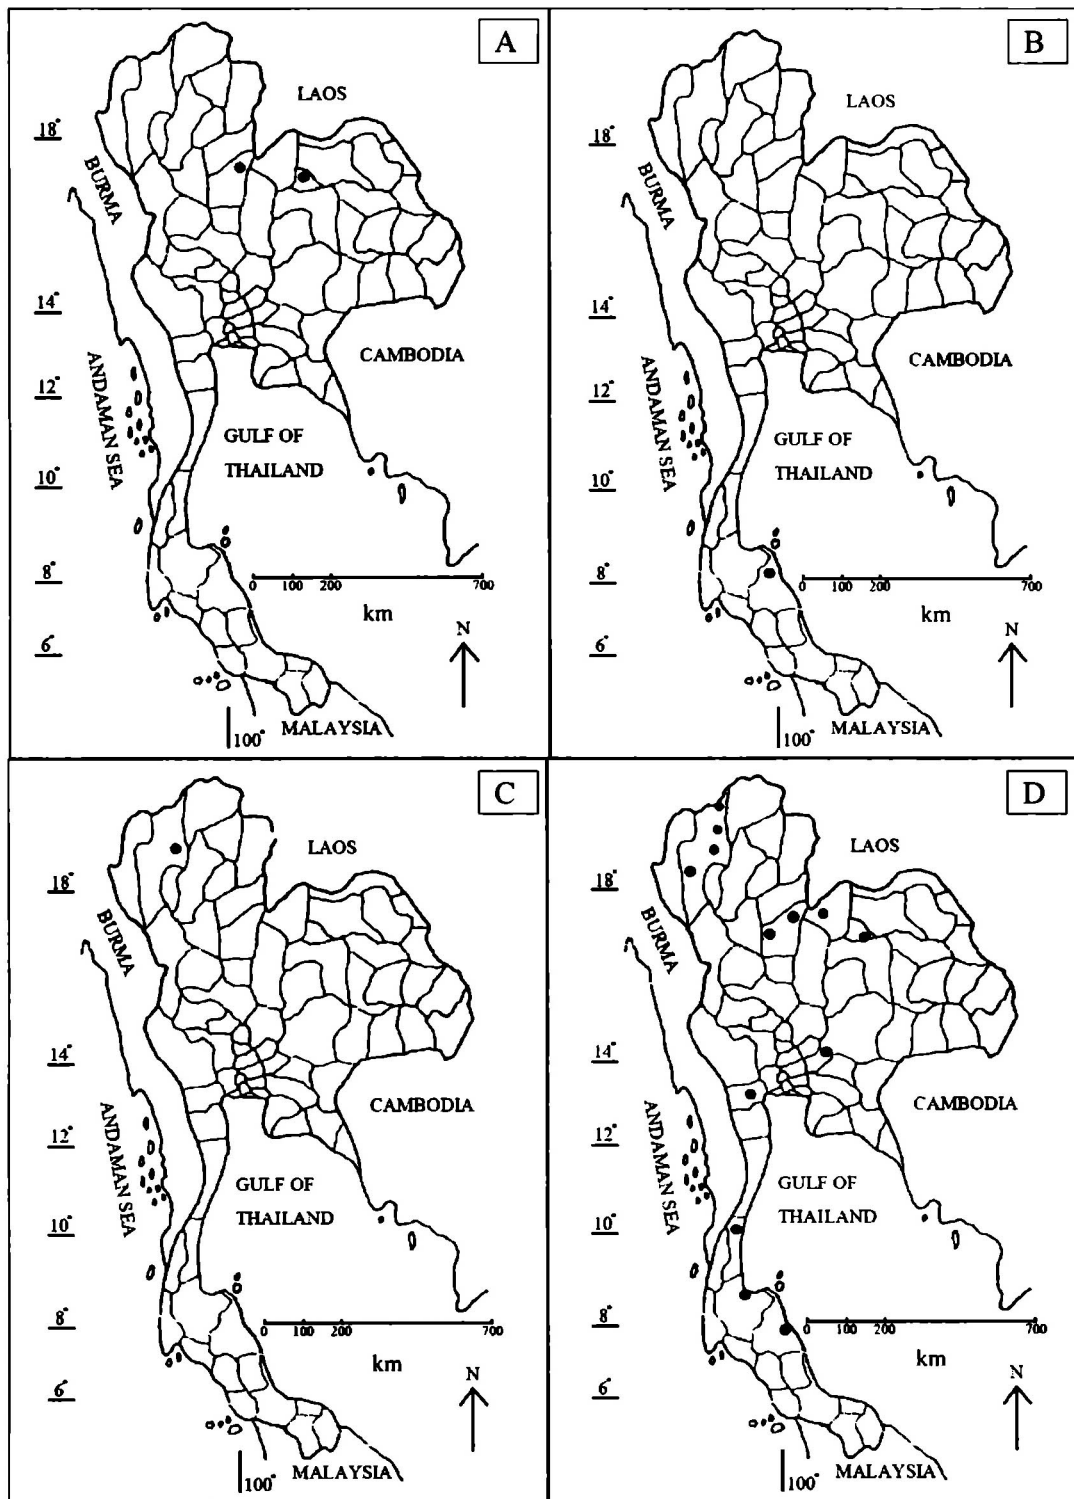 A
LAOS
18°
BURMA
14°
CAMBODIA
12°
ANDAMAN SEA
GULF OF
THAILAND
10°
8°
0 100 200 700
km
N
6°
100°
MALAYSIA
B
LAOS
18°
BURMA
14°
CAMBODIA
12°
ANDAMAN SEA
GULF OF
THAILAND
10°
8°
0 100 200 700
km
N
6°
100°
MALAYSIA
C
LAOS
18°
BURMA
14°
CAMBODIA
12°
ANDAMAN SEA
GULF OF
THAILAND
10°
8°
0 100 200 700
km
N
6°
100°
MALAYSIA
D
LAOS
18°
BURMA
14°
CAMBODIA
12°
ANDAMAN SEA
GULF OF
THAILAND
10°
8°
0 100 200 700
km
N
6°
100°
MALAYSIA